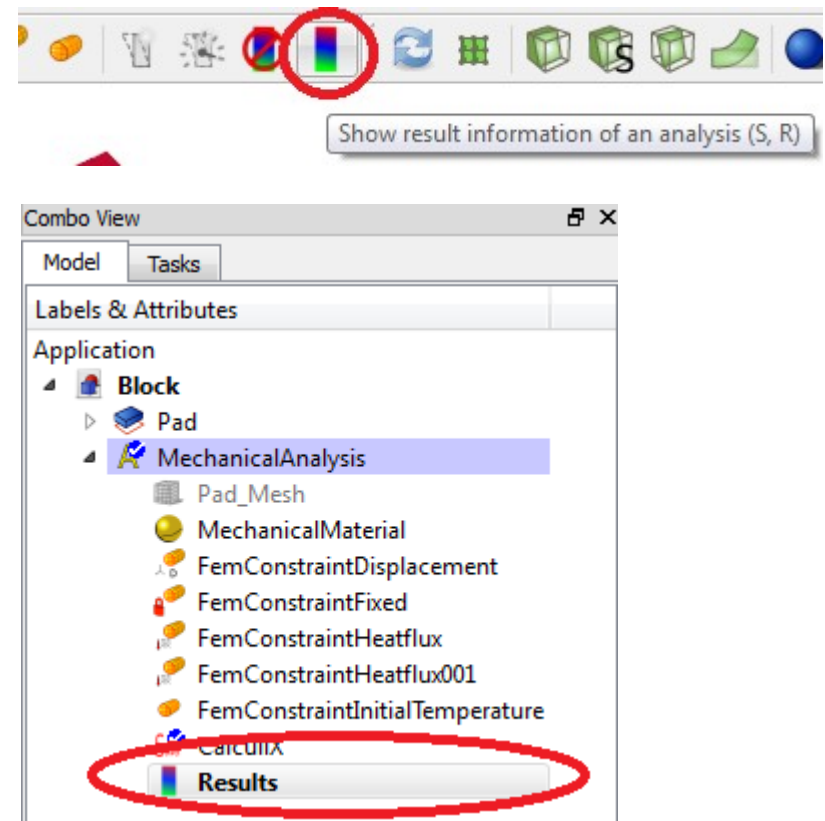 S
Show result information of an analysis (S, R)
Combo View
Model Tasks
Labels & Attributes
Application
Block
Pad
MechanicalAnalysis
Pad_Mesh
MechanicalMaterial
FemConstraintDisplacement
FemConstraintFixed
FemConstraintHeatflux
FemConstraintHeatflux001
FemConstraintInitialTemperature
CalculiX
Results